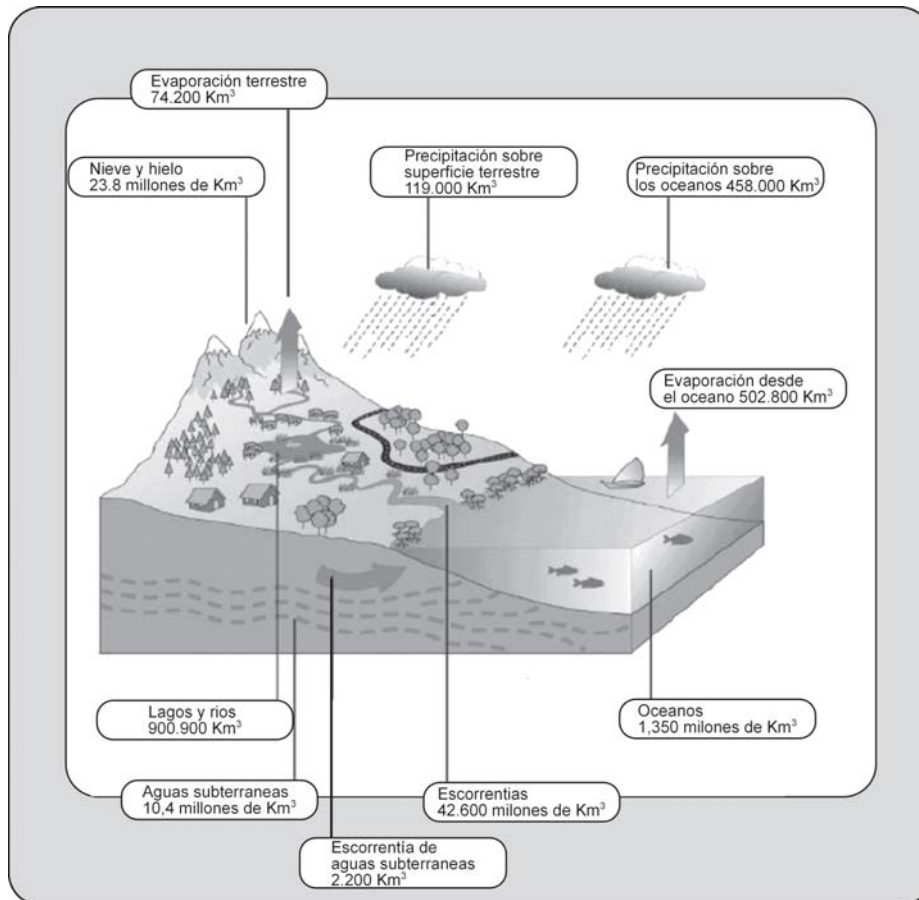 Evaporación terrestre
74.200 Km³
Nieve y hielo
23.8 millones de Km³
Precipitación sobre
superficie terrestre
119.000 Km³
Precipitación sobre
los oceanos 458.000 Km³
Evaporación desde
el oceano 502.800 Km³
Lagos y rios
900.900 Km³
Oceanos
1,350 milones de Km³
Aguas subterraneas
10,4 millones de Km³
Escorrentias
42.600 milones de Km³
Escorrentía de
aguas subterraneas
2.200 Km³